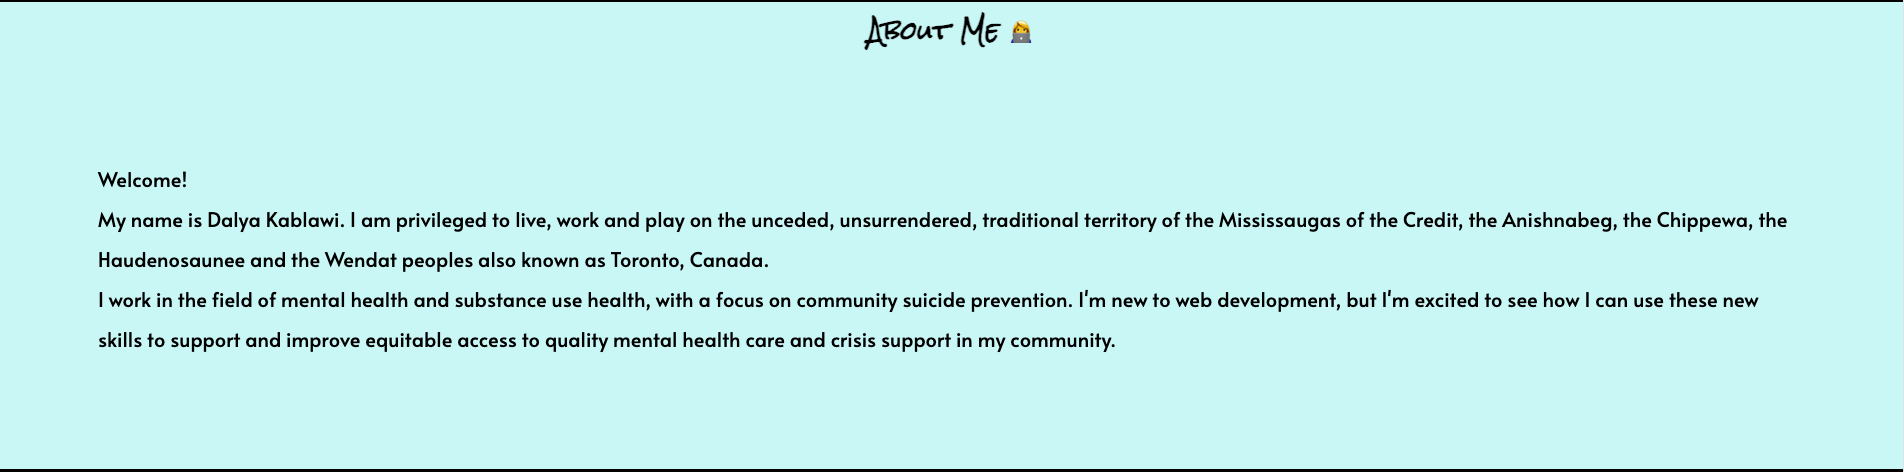 About Me 👩‍💻
Welcome!
My name is Dalya Kablawi. I am privileged to live, work and play on the unceded, unsurrendered, traditional territory of the Mississaugas of the Credit, the Anishnabeg, the Chippewa, the
Haudenosaunee and the Wendat peoples also known as Toronto, Canada.
I work in the field of mental health and substance use health, with a focus on community suicide prevention. I'm new to web development, but I'm excited to see how I can use these new
skills to support and improve equitable access to quality mental health care and crisis support in my community.